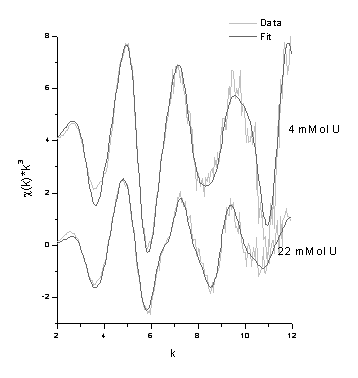 Data
Fit
8
6
4
2
0
-2
χ(k)*k³
4 mMol U
22 mMol U
2 4 6 8 10 12
k